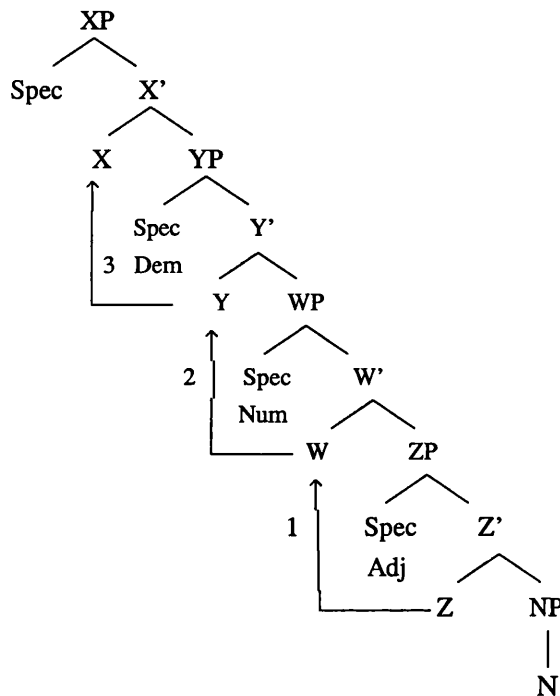 XP
Spec X’
X YP
Spec Y’
3 Dem
Y WP
2 Spec W’
Num
W ZP
1 Spec Z’
Adj
Z NP
N